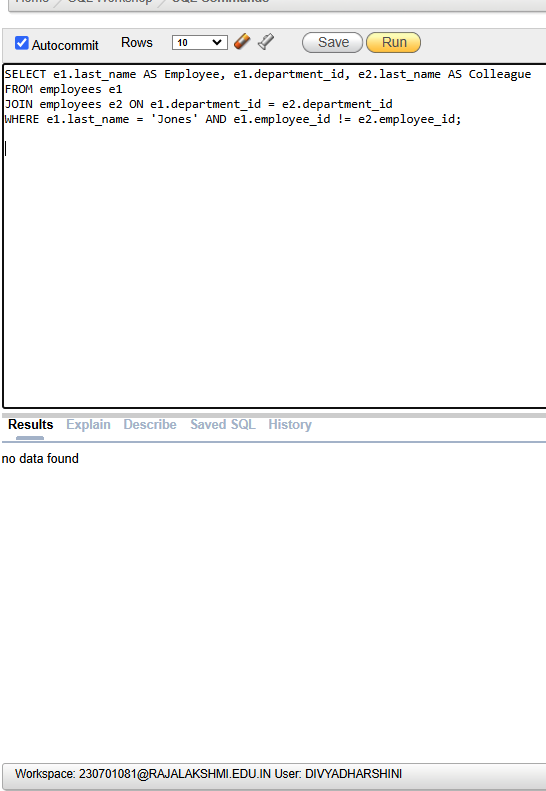 Home SQL Workshop SQL Commands
Autocommit Rows 10 Save Run
SELECT e1.last_name AS Employee, e1.department_id, e2.last_name AS Colleague
FROM employees e1
JOIN employees e2 ON e1.department_id = e2.department_id
WHERE e1.last_name = 'Jones' AND e1.employee_id != e2.employee_id;
Results Explain Describe Saved SQL History
no data found
Workspace: 230701081@RAJALAKSHMI.EDU.IN User: DIVYADHARSHINI